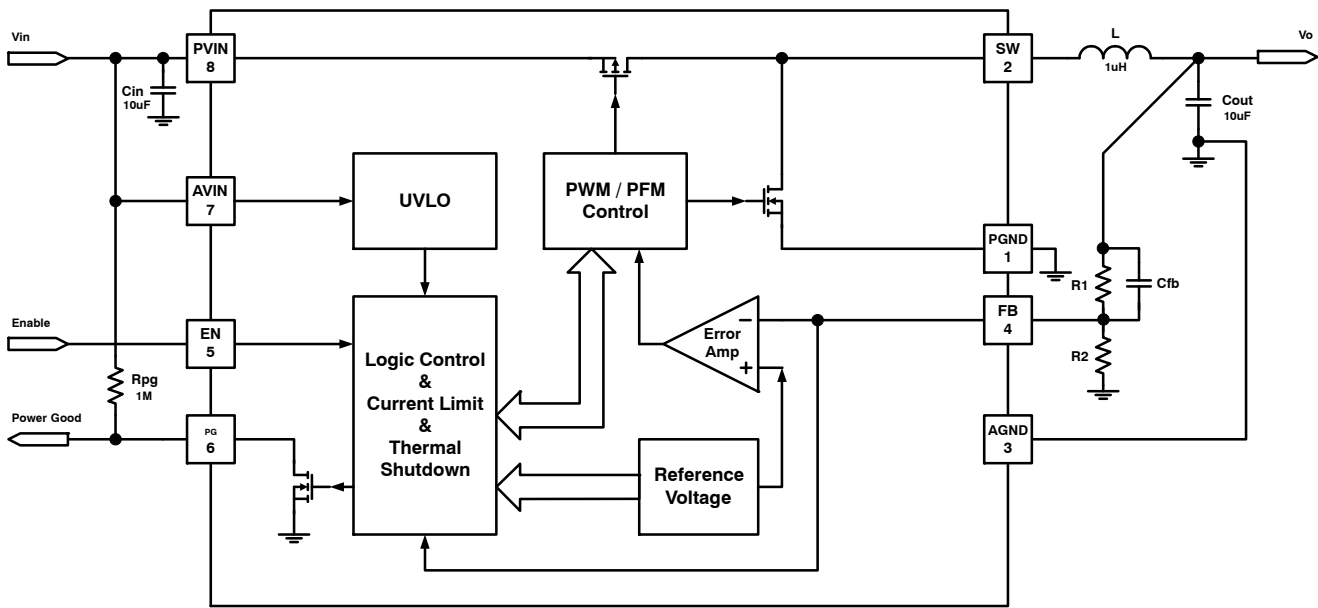 Vin
PVIN
8
SW
2
L
1uH
Vo
Cin
10uF
Cout
10uF
AVIN
7
UVLO
PWM / PFM
Control
PGND
1
R1
Cfb
Enable
EN
5
Logic Control
&
Current Limit
&
Thermal
Shutdown
Error
Amp
−
+
FB
4
R2
Rpg
1M
Power Good
PG
6
Reference
Voltage
AGND
3